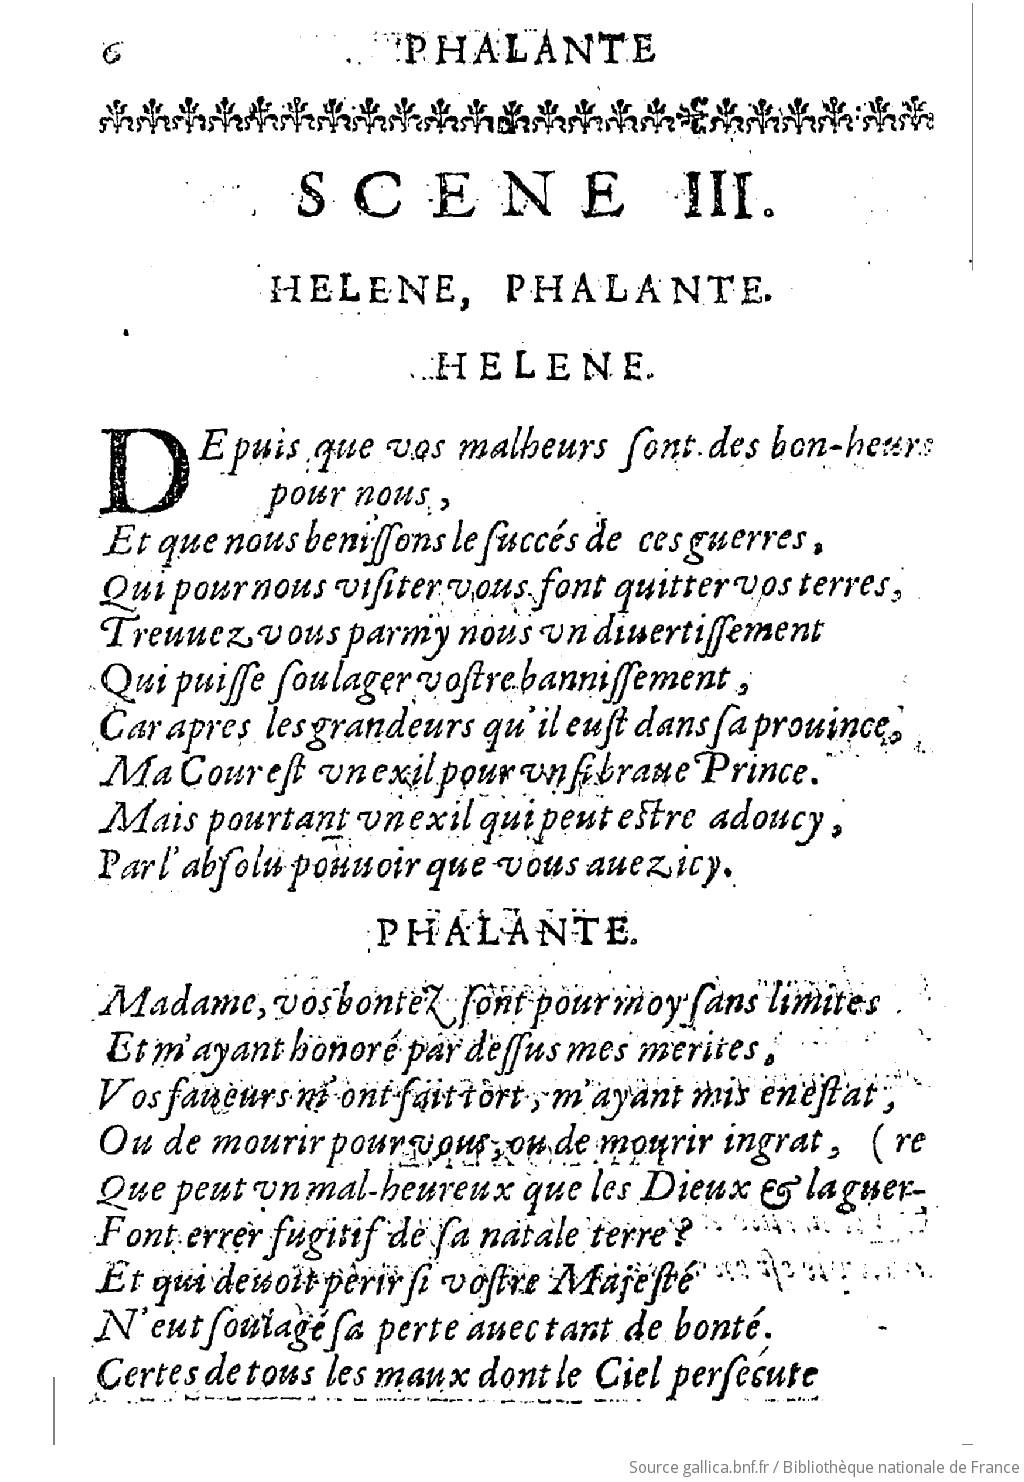 6 PHALANTE
SCENE III.
HELENE, PHALANTE.
HELENE.
DEpuis que vos malheurs ſont des bon-heurs
pour nous,
Et que nous beniſſons le ſuccés de ces guerres,
Qui pour nous viſiter vous font quitter vos terres,
Treuuez vous parmy nous vn diuertiſſement
Qui puiſſe ſoulager voſtre banniſſement,
Car apres les grandeurs qu'il euſt dans ſa prouince,
Ma Cour eſt vn exil pour vn ſi braue Prince.
Mais pourtant vn exil qui peut eſtre adoucy,
Par l'abſolu pouuoir que vous auez icy.
PHALANTE.
Madame, vos bontez ſont pour moy ſans limites
Et m'ayant honoré par deſſus mes merites,
Vos faueurs m'ont fait tort, m'ayant mis en eſtat,
Ou de mourir pour vous, ou de mourir ingrat, (re
Que peut vn mal-heureux que les Dieux & la guer-
Font errer fugitif de ſa natale terre?
Et qui deuoit perir ſi voſtre Majeſté
N'eut ſoulagé ſa perte auec tant de bonté.
Certes de tous les maux dont le Ciel perſecute
Source gallica.bnf.fr / Bibliothèque nationale de France